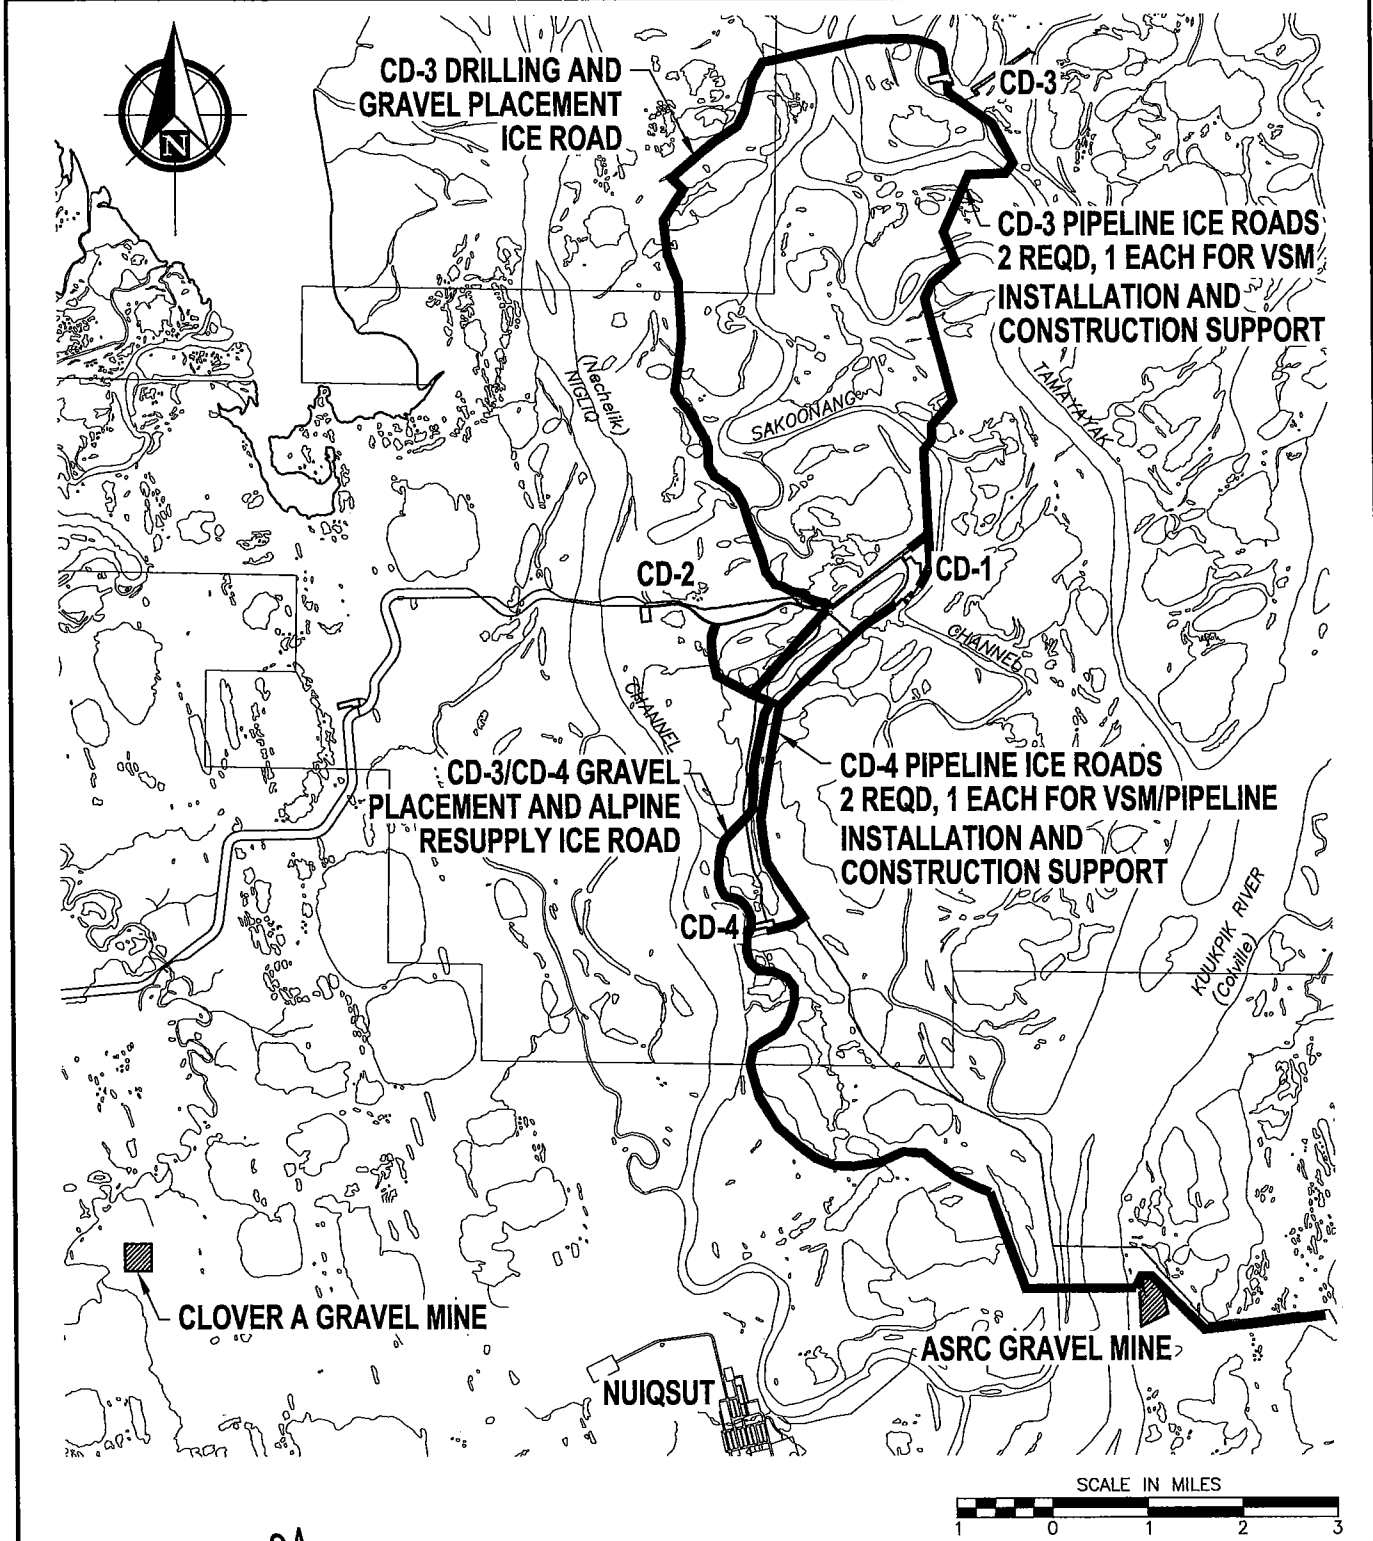 CD-3 DRILLING AND
GRAVEL PLACEMENT
ICE ROAD
CD-3
N
CD-3 PIPELINE ICE ROADS
2 REQD, 1 EACH FOR VSM
INSTALLATION AND
CONSTRUCTION SUPPORT
(Nechelik)
NIGLIQ
TAMAYAYAK
SAKOONANG
CD-2
CD-1
CHANNEL
CHANNEL
CD-3/CD-4 GRAVEL
PLACEMENT AND ALPINE
RESUPPLY ICE ROAD
CD-4 PIPELINE ICE ROADS
2 REQD, 1 EACH FOR VSM/PIPELINE
INSTALLATION AND
CONSTRUCTION SUPPORT
CD-4
KUUKPIK RIVER
(Colville)
CLOVER A GRAVEL MINE
ASRC GRAVEL MINE
NUIQSUT
SCALE IN MILES
1 0 1 2 3